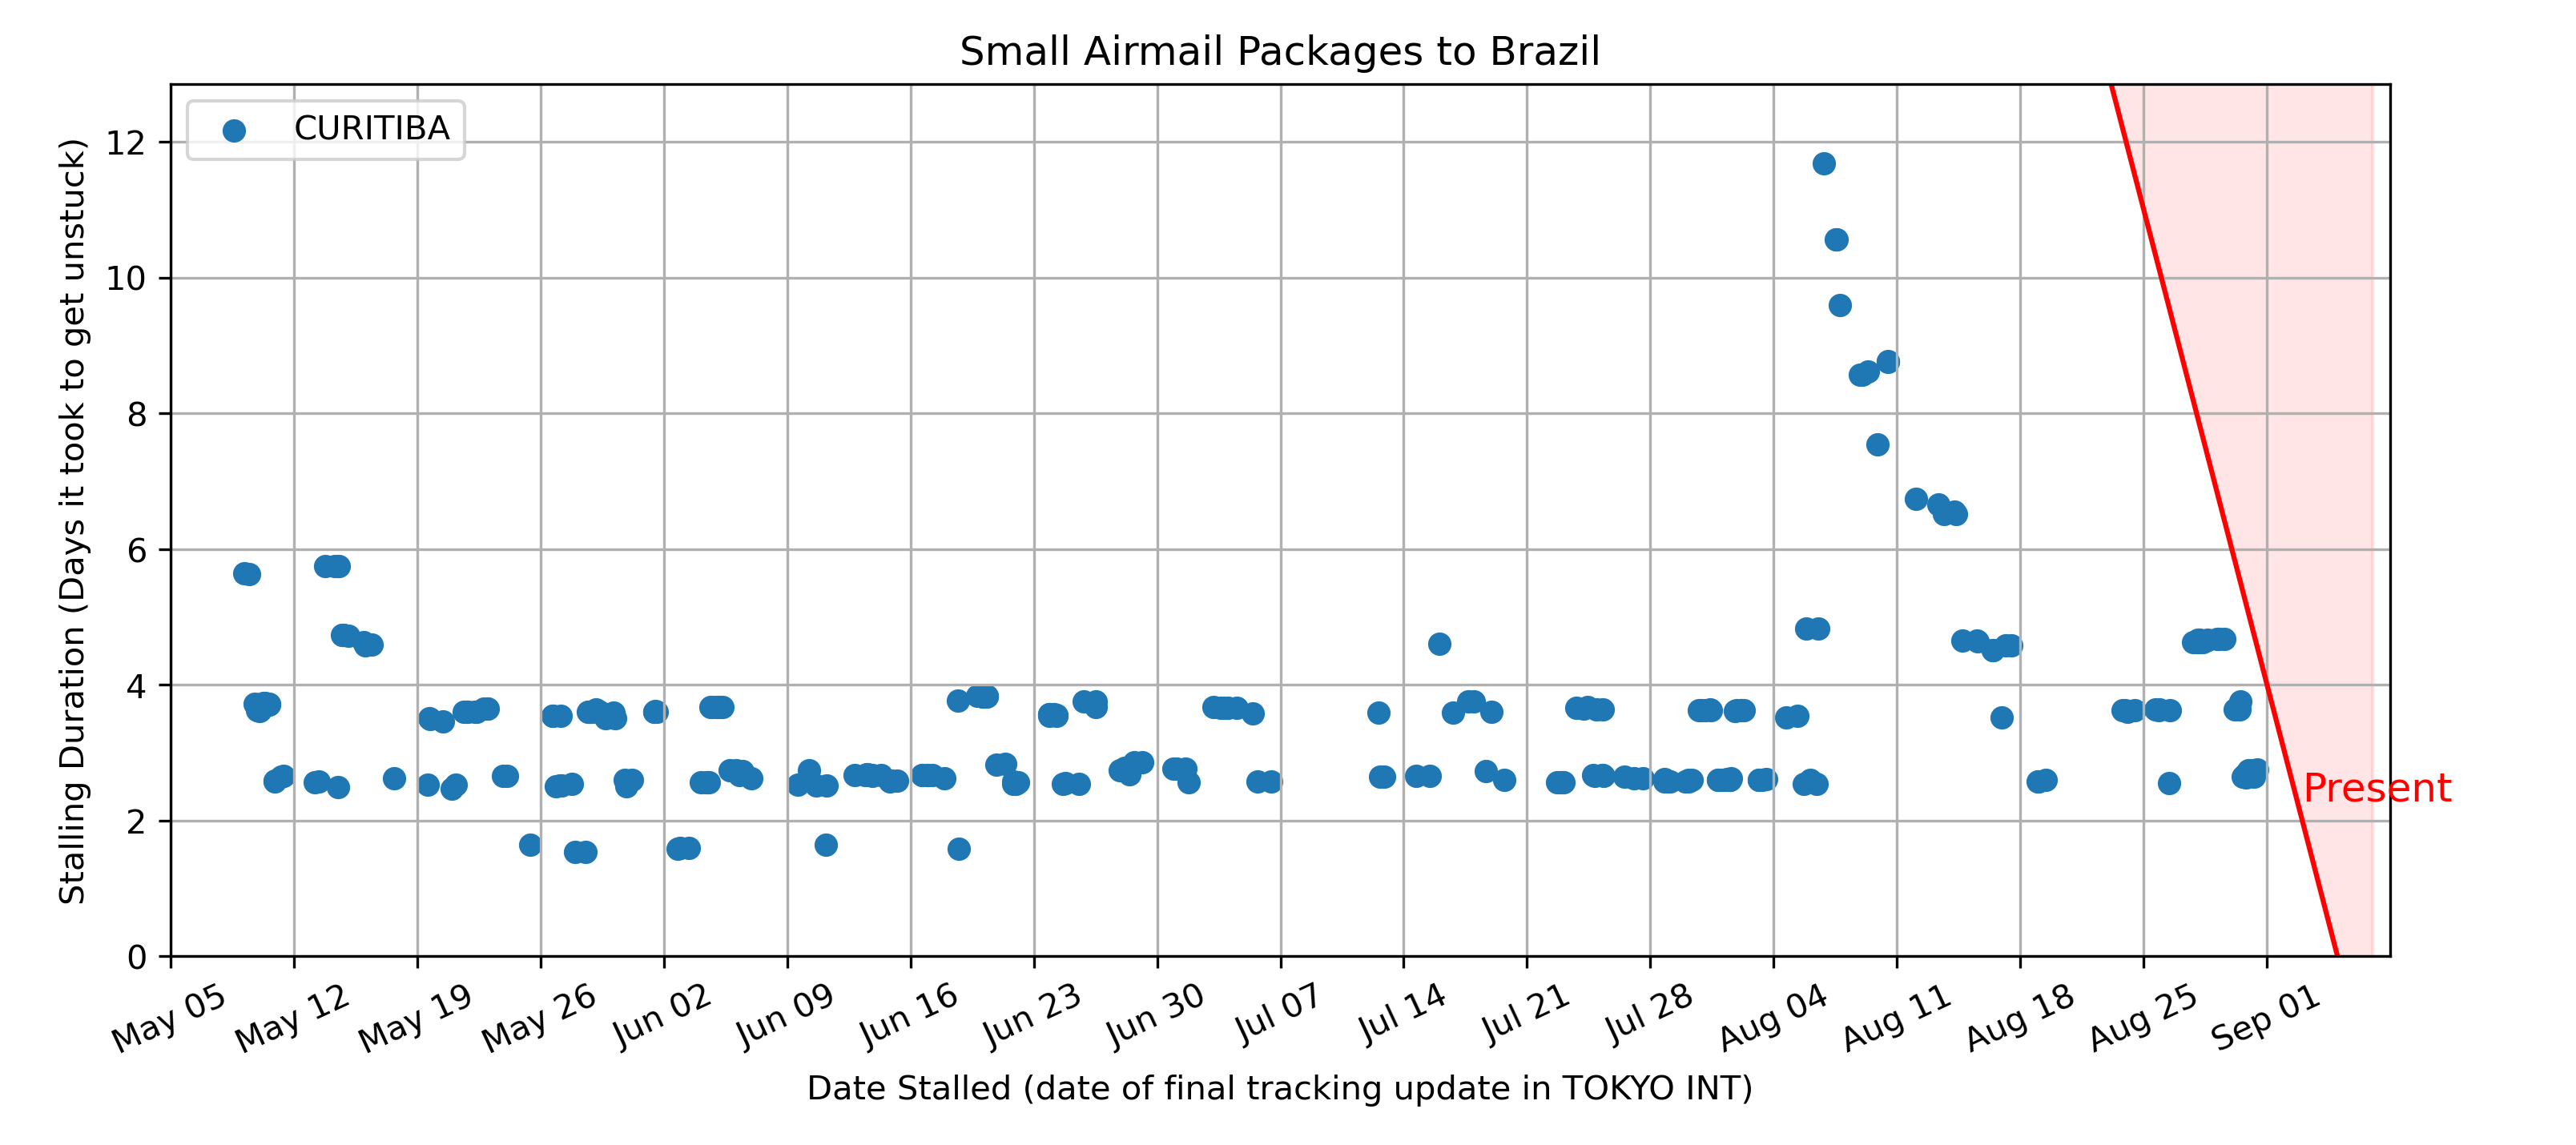 Small Airmail Packages to Brazil
CURITIBA
Stalling Duration (Days it took to get unstuck)
12
10
8
6
4
2
0
Present
May 05
May 12
May 19
May 26
Jun 02
Jun 09
Jun 16
Jun 23
Jun 30
Jul 07
Jul 14
Jul 21
Jul 28
Aug 04
Aug 11
Aug 18
Aug 25
Sep 01
Date Stalled (date of final tracking update in TOKYO INT)